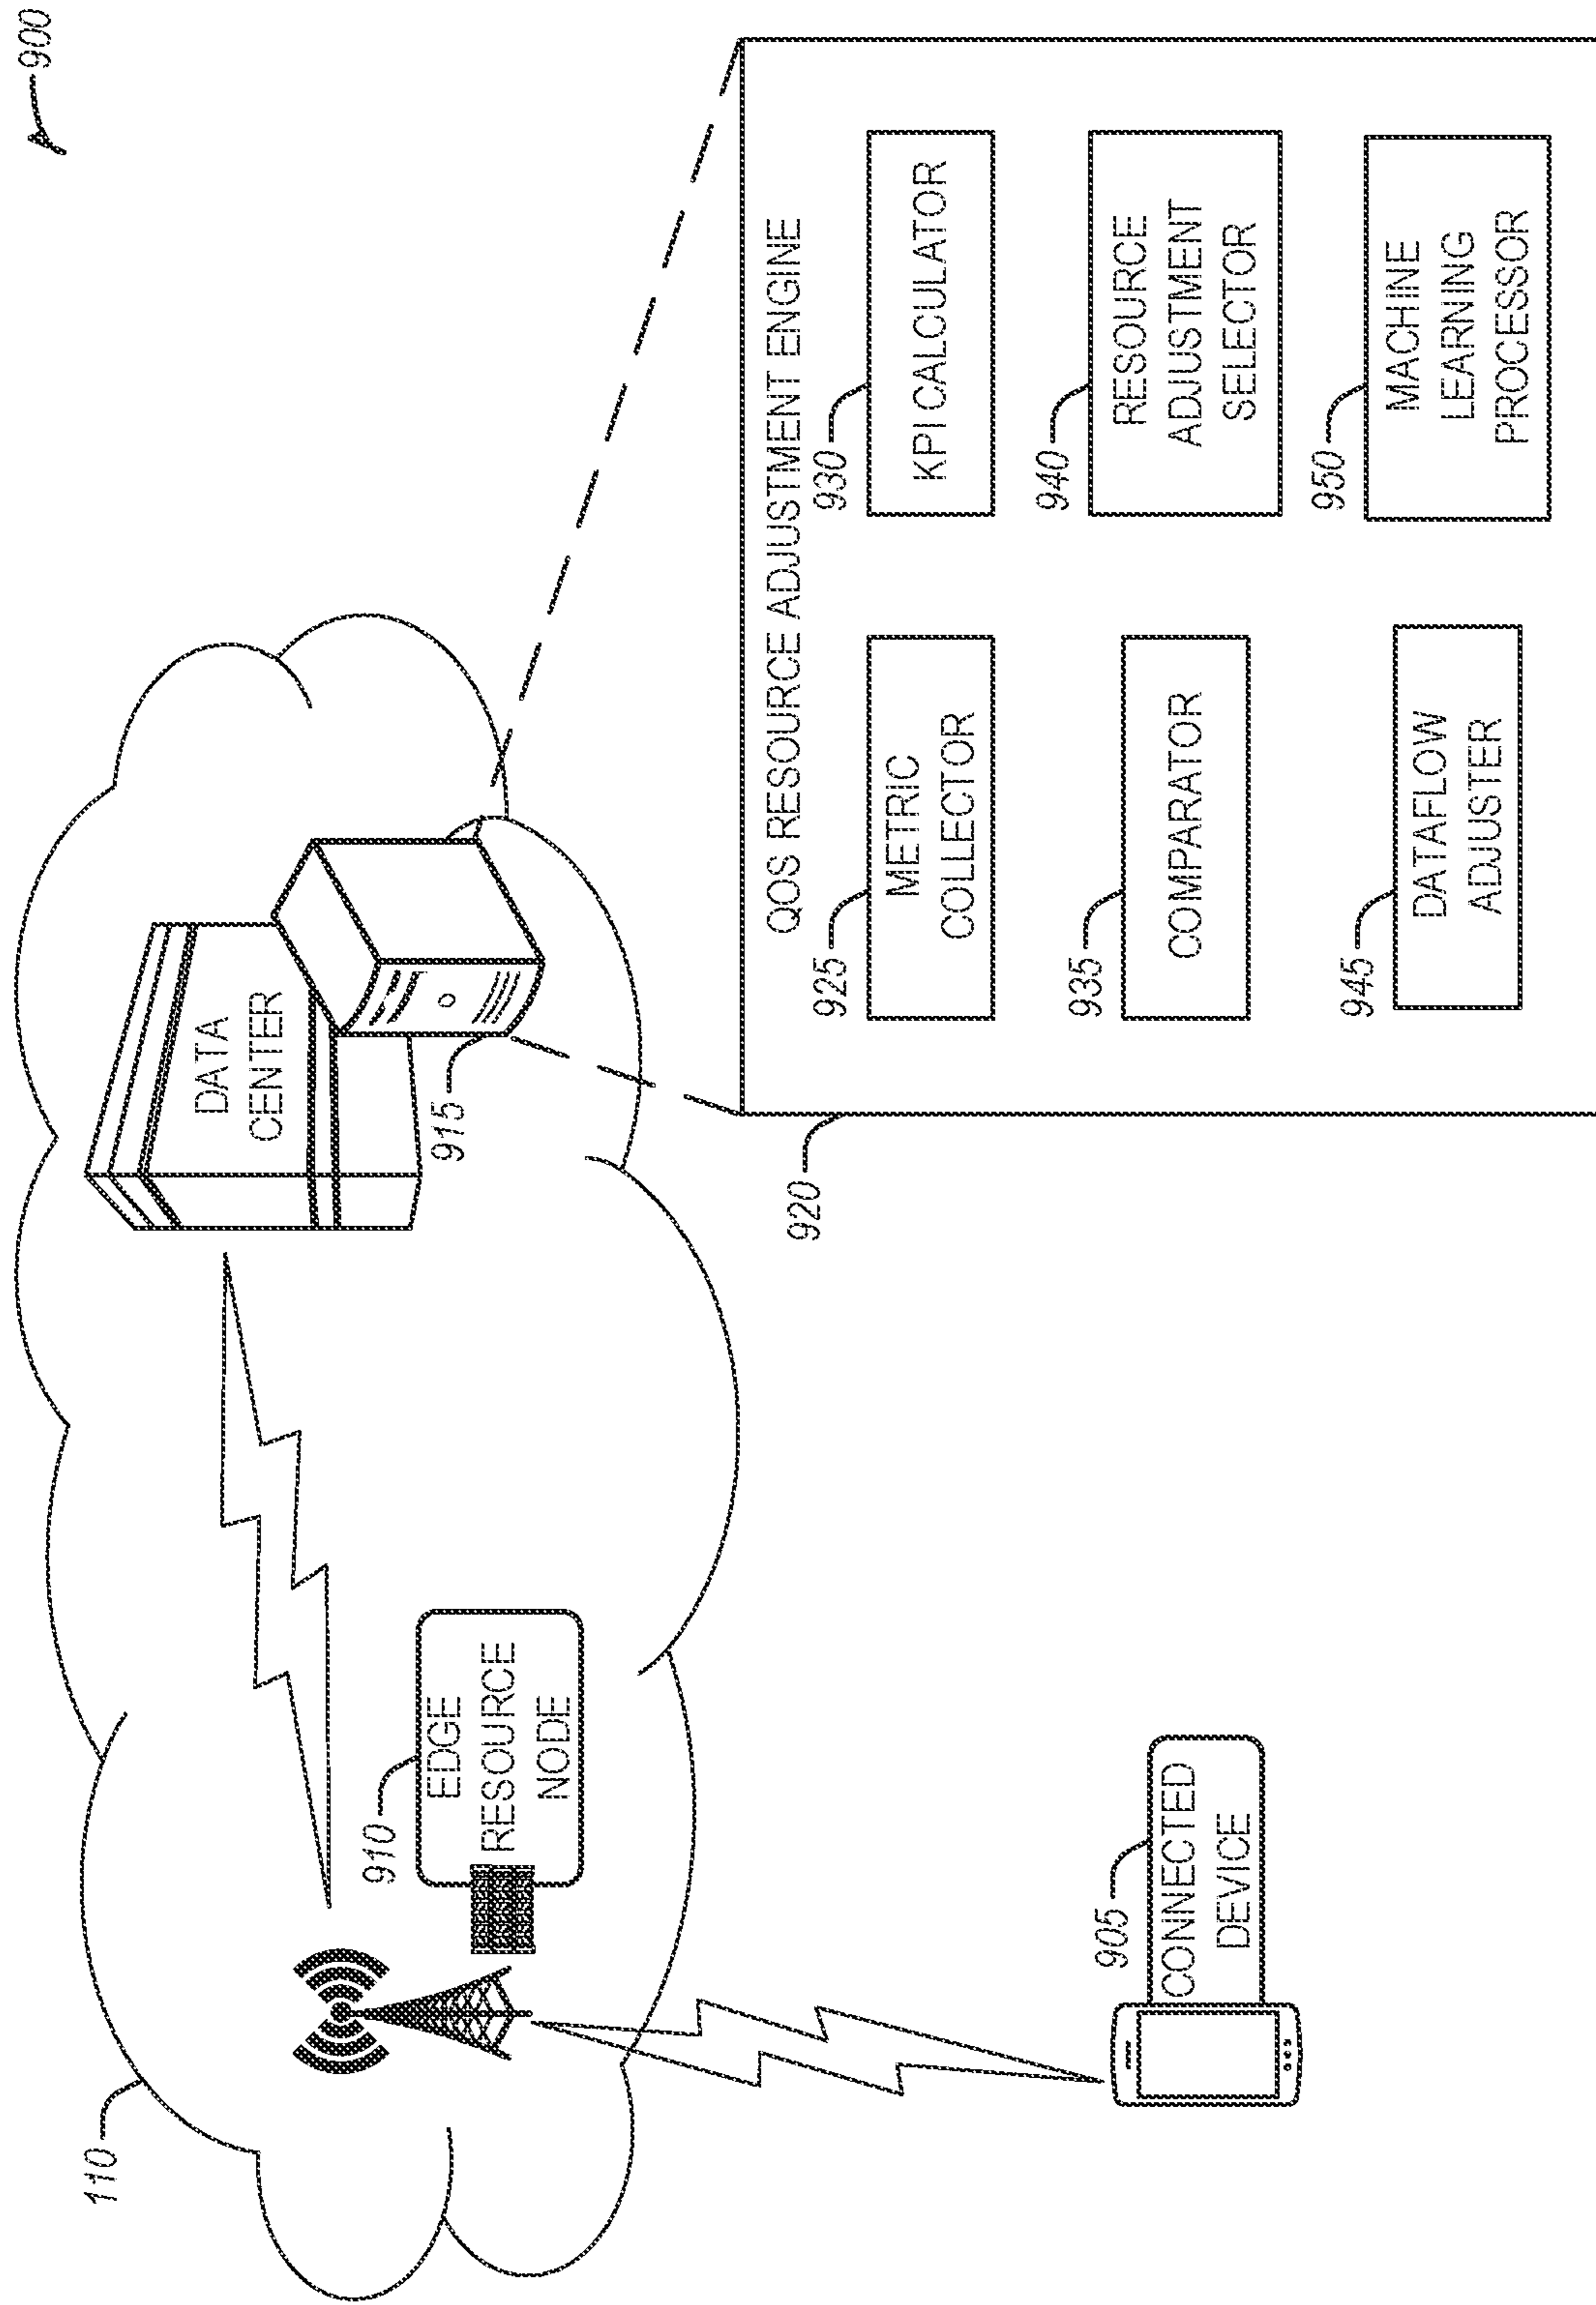 900
110
DATA
CENTER
915
910
EDGE
RESOURCE
NODE
905
CONNECTED
DEVICE
920
QOS RESOURCE ADJUSTMENT ENGINE
925
METRIC
COLLECTOR
930
KPI CALCULATOR
935
COMPARATOR
940
RESOURCE
ADJUSTMENT
SELECTOR
945
DATAFLOW
ADJUSTER
950
MACHINE
LEARNING
PROCESSOR